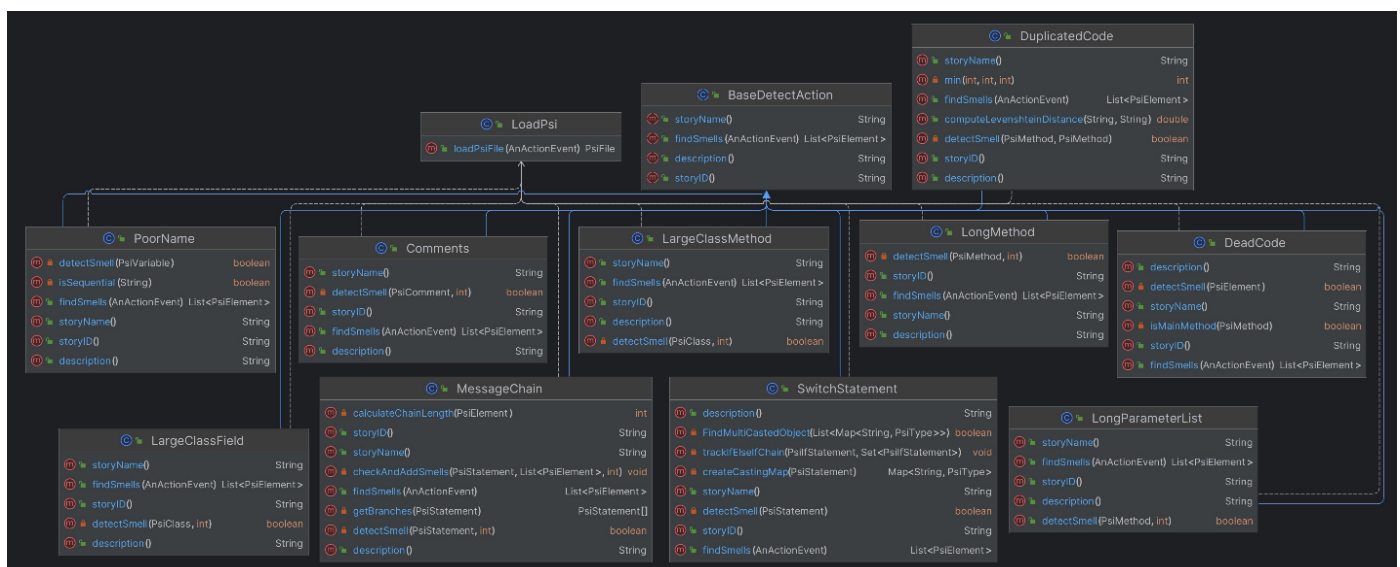 DuplicatedCode
storyName() String
min(int, int, int) int
findSmells(AnActionEvent) List<PsiElement>
computeLevenshteinDistance(String, String) double
detectSmell(PsiMethod, PsiMethod) boolean
storyID() String
description() String
BaseDetectAction
storyName() String
findSmells(AnActionEvent) List<PsiElement>
description() String
storyID() String
LoadPsi
loadPsiFile(AnActionEvent) PsiFile
PoorName
detectSmell(PsiVariable) boolean
isSequential(String) boolean
findSmells(AnActionEvent) List<PsiElement>
storyName() String
storyID() String
description() String
Comments
storyName() String
detectSmell(PsiComment, int) boolean
storyID() String
findSmells(AnActionEvent) List<PsiElement>
description() String
LargeClassMethod
storyName() String
findSmells(AnActionEvent) List<PsiElement>
storyID() String
description() String
detectSmell(PsiClass, int) boolean
LongMethod
detectSmell(PsiMethod, int) boolean
storyID() String
findSmells(AnActionEvent) List<PsiElement>
storyName() String
description() String
DeadCode
description() String
detectSmell(PsiElement) boolean
storyName() String
isMainMethod(PsiMethod) boolean
storyID() String
findSmells(AnActionEvent) List<PsiElement>
LargeClassField
storyName() String
findSmells(AnActionEvent) List<PsiElement>
storyID() String
detectSmell(PsiClass, int) boolean
description() String
MessageChain
calculateChainLength(PsiElement) int
storyID() String
storyName() String
checkAndAddSmells(PsiStatement, List<PsiElement>, int) void
findSmells(AnActionEvent) List<PsiElement>
getBranches(PsiStatement) PsiStatement[]
detectSmell(PsiStatement, int) boolean
description() String
SwitchStatement
description() String
FindMultiCastedObject(List<Map<String, PsiType>>) boolean
trackIfElseIfChain(PsiIfStatement, Set<PsiIfStatement>) void
createCastingMap(PsiStatement) Map<String, PsiType>
storyName() String
detectSmell(PsiStatement) boolean
storyID() String
findSmells(AnActionEvent) List<PsiElement>
LongParameterList
storyName() String
findSmells(AnActionEvent) List<PsiElement>
storyID() String
description() String
detectSmell(PsiMethod, int) boolean